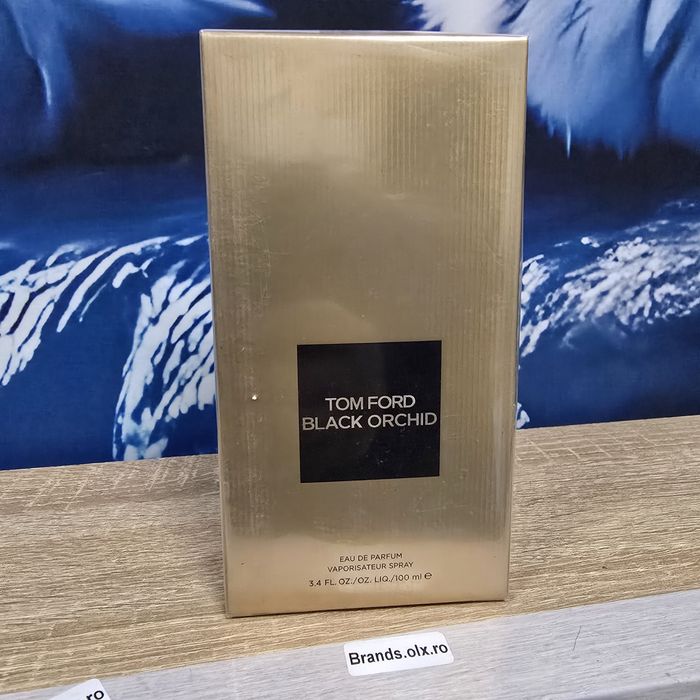 TOM FORD
BLACK ORCHID
EAU DE PARFUM
VAPORISATEUR SPRAY
3.4 FL. OZ./OZ. LIQ./100 ml ℮
Brands.olx.ro
ro